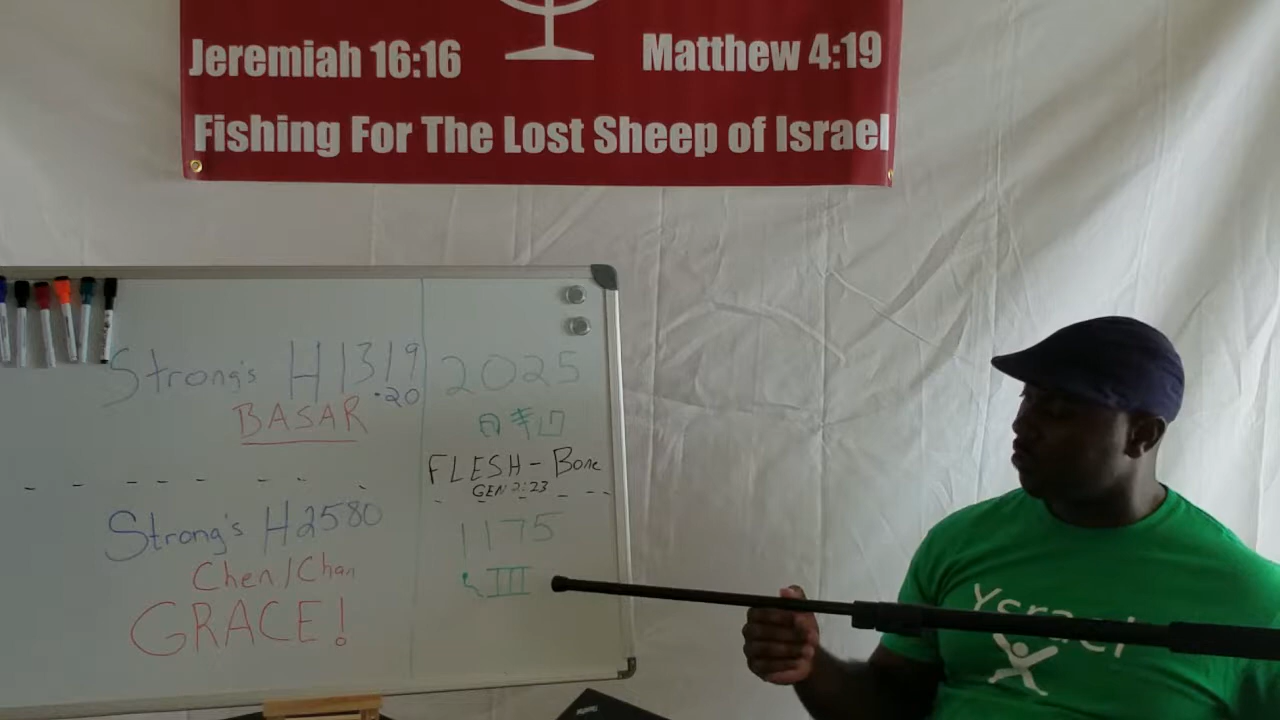 Jeremiah 16:16
Matthew 4:19
Fishing For The Lost Sheep of Israel
Strong's H1319
.20
BASAR
Strong's H2580
Chen/Chan
GRACE!
2025
FLESH - Bone
GEN 2:23
1175
Ysrael